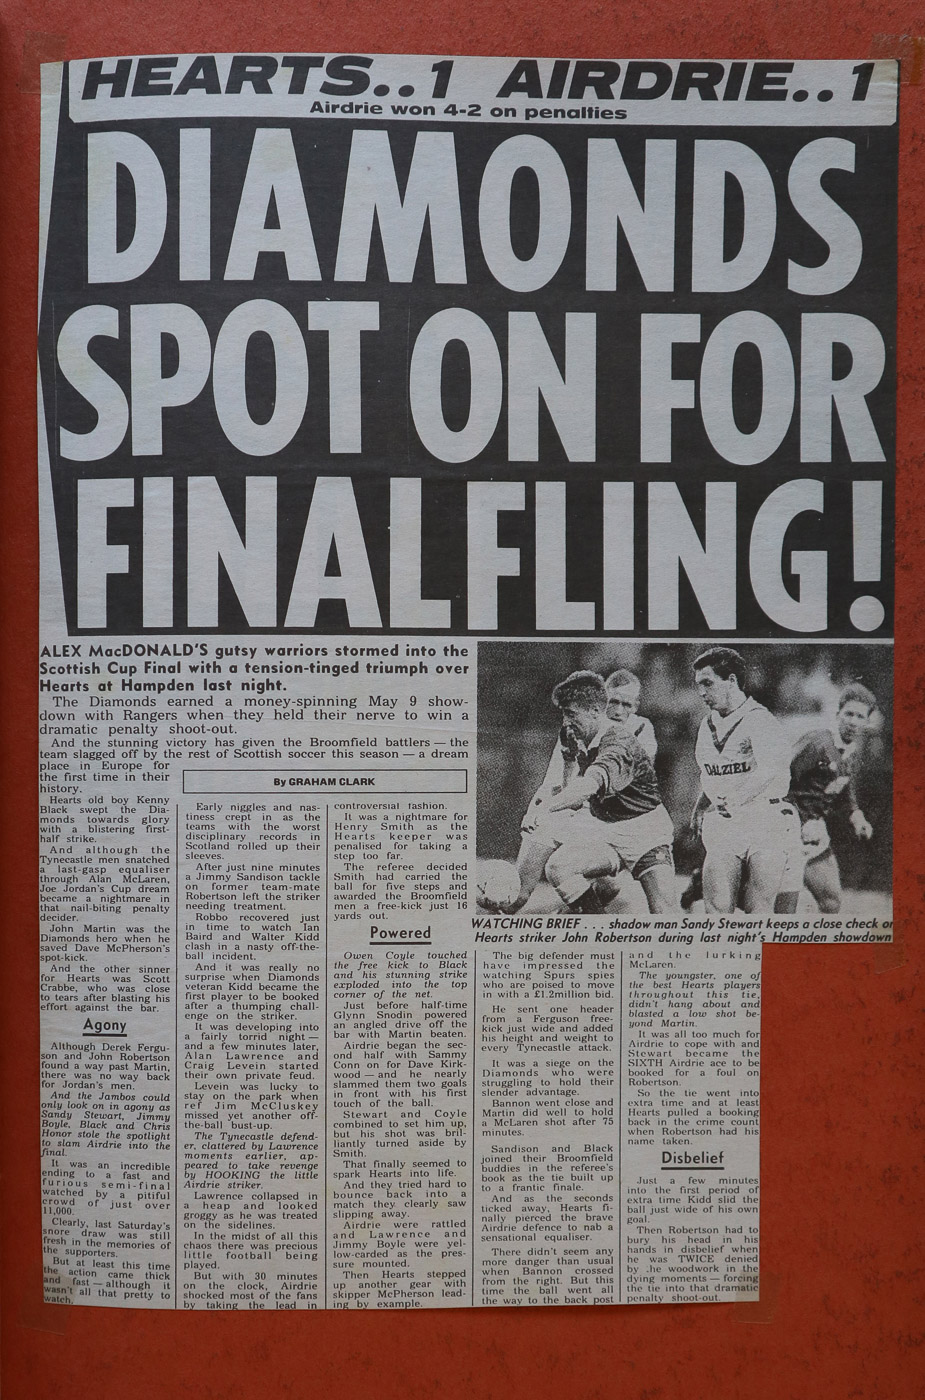 HEARTS..1 AIRDRIE..1
Airdrie won 4-2 on penalties
DIAMONDS
SPOT ON FOR
FINAL FLING!
ALEX MacDONALD'S gutsy warriors stormed into the
Scottish Cup Final with a tension-tinged triumph over
Hearts at Hampden last night.
The Diamonds earned a money-spinning May 9 show-
down with Rangers when they held their nerve to win a
dramatic penalty shoot-out.
And the stunning victory has given the Broomfield battlers — the
team slagged off by the rest of Scottish soccer this season — a dream
place in Europe for
the first time in their
history.
Hearts old boy Kenny
Black swept the Dia-
monds towards glory
with a blistering first-
half strike.
And although the
Tynecastle men snatched
a last-gasp equaliser
through Alan McLaren,
Joe Jordan's Cup dream
became a nightmare in
that nail-biting penalty
decider.
John Martin was the
Diamonds hero when he
saved Dave McPherson's
spot-kick.
And the other sinner
for Hearts was Scott
Crabbe, who was close
to tears after blasting his
effort against the bar.
Agony
Although Derek Fergu-
son and John Robertson
found a way past Martin,
there was no way back
for Jordan's men.
And the Jambos could
only look on in agony as
Sandy Stewart, Jimmy
Boyle, Black and Chris
Honor stole the spotlight
to slam Airdrie into the
final.
It was an incredible
ending to a fast and
furious semi-final
watched by a pitiful
crowd of just over
11,000.
Clearly, last Saturday's
snore draw was still
fresh in the memories of
the supporters.
But at least this time
the action came thick
and fast — although it
wasn't all that pretty to
watch.
By GRAHAM CLARK
Early niggles and nas-
tiness crept in as the
teams with the worst
disciplinary records in
Scotland rolled up their
sleeves.
After just nine minutes
a Jimmy Sandison tackle
on former team-mate
Robertson left the striker
needing treatment.
Robbo recovered just
in time to watch Ian
Baird and Walter Kidd
clash in a nasty off-the-
ball incident.
And it was really no
surprise when Diamonds
veteran Kidd became the
first player to be booked
after a thumping chall-
enge on the striker.
It was developing into
a fairly torrid night —
and a few minutes later,
Alan Lawrence and
Craig Levein started
their own private feud.
Levein was lucky to
stay on the park when
ref Jim McCluskey
missed yet another off-
the-ball bust-up.
The Tynecastle defend-
er, clattered by Lawrence
moments earlier, ap-
peared to take revenge
by HOOKING the little
Airdrie striker.
Lawrence collapsed in
a heap and looked
groggy as he was treated
on the sidelines.
In the midst of all this
chaos there was precious
little football being
played.
But with 30 minutes
on the clock, Airdrie
shocked most of the fans
by taking the lead in
controversial fashion.
It was a nightmare for
Henry Smith as the
Hearts keeper was
penalised for taking a
step too far.
The referee decided
Smith had carried the
ball for five steps and
awarded the Broomfield
men a free-kick just 16
yards out.
Powered
Owen Coyle touched
the free kick to Black
and his stunning strike
exploded into the top
corner of the net.
Just before half-time
Glynn Snodin powered
an angled drive off the
bar with Martin beaten.
Airdrie began the sec-
ond half with Sammy
Conn on for Dave Kirk-
wood — and he nearly
slammed them two goals
in front with his first
touch of the ball.
Stewart and Coyle
combined to set him up,
but his shot was bril-
liantly turned aside by
Smith.
That finally seemed to
spark Hearts into life.
And they tried hard to
bounce back into a
match they clearly saw
slipping away.
Airdrie were rattled
and Lawrence and
Jimmy Boyle were yel-
low-carded as the pres-
sure mounted.
Then Hearts stepped
up another gear with
skipper McPherson lead-
ing by example.
DALZIEL
WATCHING BRIEF . . . shadow man Sandy Stewart keeps a close check on
Hearts striker John Robertson during last night's Hampden showdown
The big defender must
have impressed the
watching Spurs spies
who are poised to move
in with a £1.2million bid.
He sent one header
from a Ferguson free-
kick just wide and added
his height and weight to
every Tynecastle attack.
It was a siege on the
Diamonds who were
struggling to hold their
slender advantage.
Bannon went close and
Martin did well to hold
a McLaren shot after 75
minutes.
Sandison and Black
joined their Broomfield
buddies in the referee's
book as the tie built up
to a frantic finale.
And as the seconds
ticked away, Hearts fi-
nally pierced the brave
Airdrie defence to nab a
sensational equaliser.
There didn't seem any
more danger than usual
when Bannon crossed
from the right. But this
time the ball went all
the way to the back post
and the lurking
McLaren.
The youngster, one of
the best Hearts players
throughout this tie,
didn't hang about and
blasted a low shot be-
yond Martin.
It was all too much for
Airdrie to cope with and
Stewart became the
SIXTH Airdrie ace to be
booked for a foul on
Robertson.
So the tie went into
extra time and at least
Hearts pulled a booking
back in the crime count
when Robertson had his
name taken.
Disbelief
Just a few minutes
into the first period of
extra time Kidd slid the
ball just wide of his own
goal.
Then Robertson had to
bury his head in his
hands in disbelief when
he was TWICE denied
by the woodwork in the
dying moments — forcing
the tie into that dramatic
penalty shoot-out.